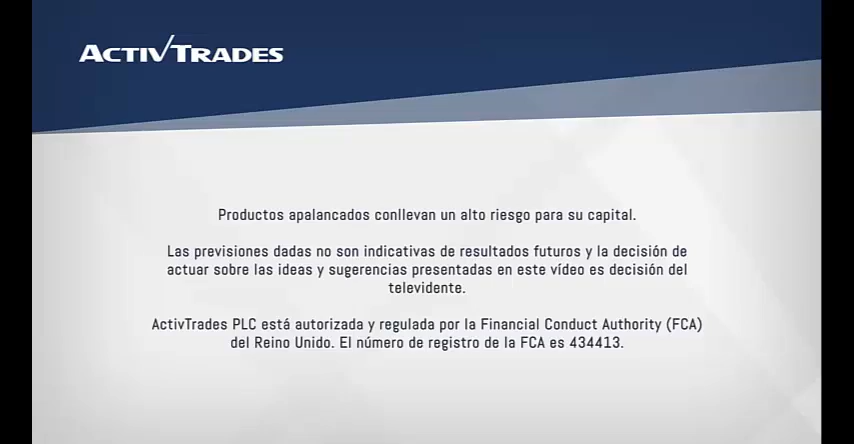 ACTIVTRADES
Productos apalancados conllevan un alto riesgo para su capital.
Las previsiones dadas no son indicativas de resultados futuros y la decisión de
actuar sobre las ideas y sugerencias presentadas en este vídeo es decisión del
televidente.
ActivTrades PLC está autorizada y regulada por la Financial Conduct Authority (FCA)
del Reino Unido. El número de registro de la FCA es 434413.